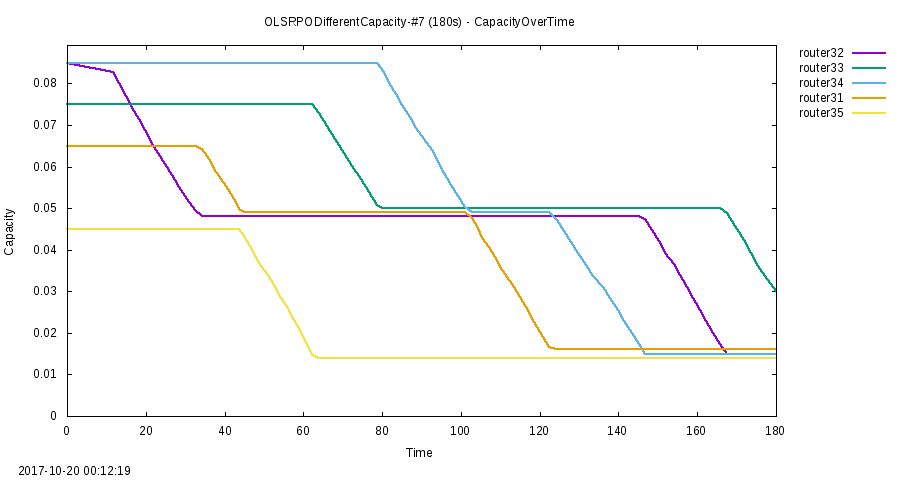 OLSRPODifferentCapacity-#7 (180s) - CapacityOverTime
router32
router33
router34
router31
router35
0.08
0.07
0.06
0.05
0.04
0.03
0.02
0.01
0
Capacity
0 20 40 60 80 100 120 140 160 180
Time
2017-10-20 00:12:19